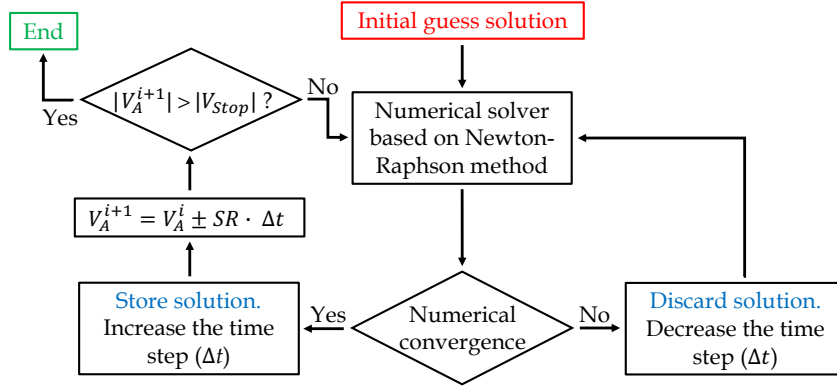 End
Initial guess solution
|V_A^{i+1}| > |V_{Stop}| ?
No
Yes
Numerical solver
based on Newton-
Raphson method
V_A^{i+1} = V_A^i ± SR · Δt
Store solution.
Increase the time
step (Δt)
Yes
Numerical
convergence
No
Discard solution.
Decrease the time
step (Δt)